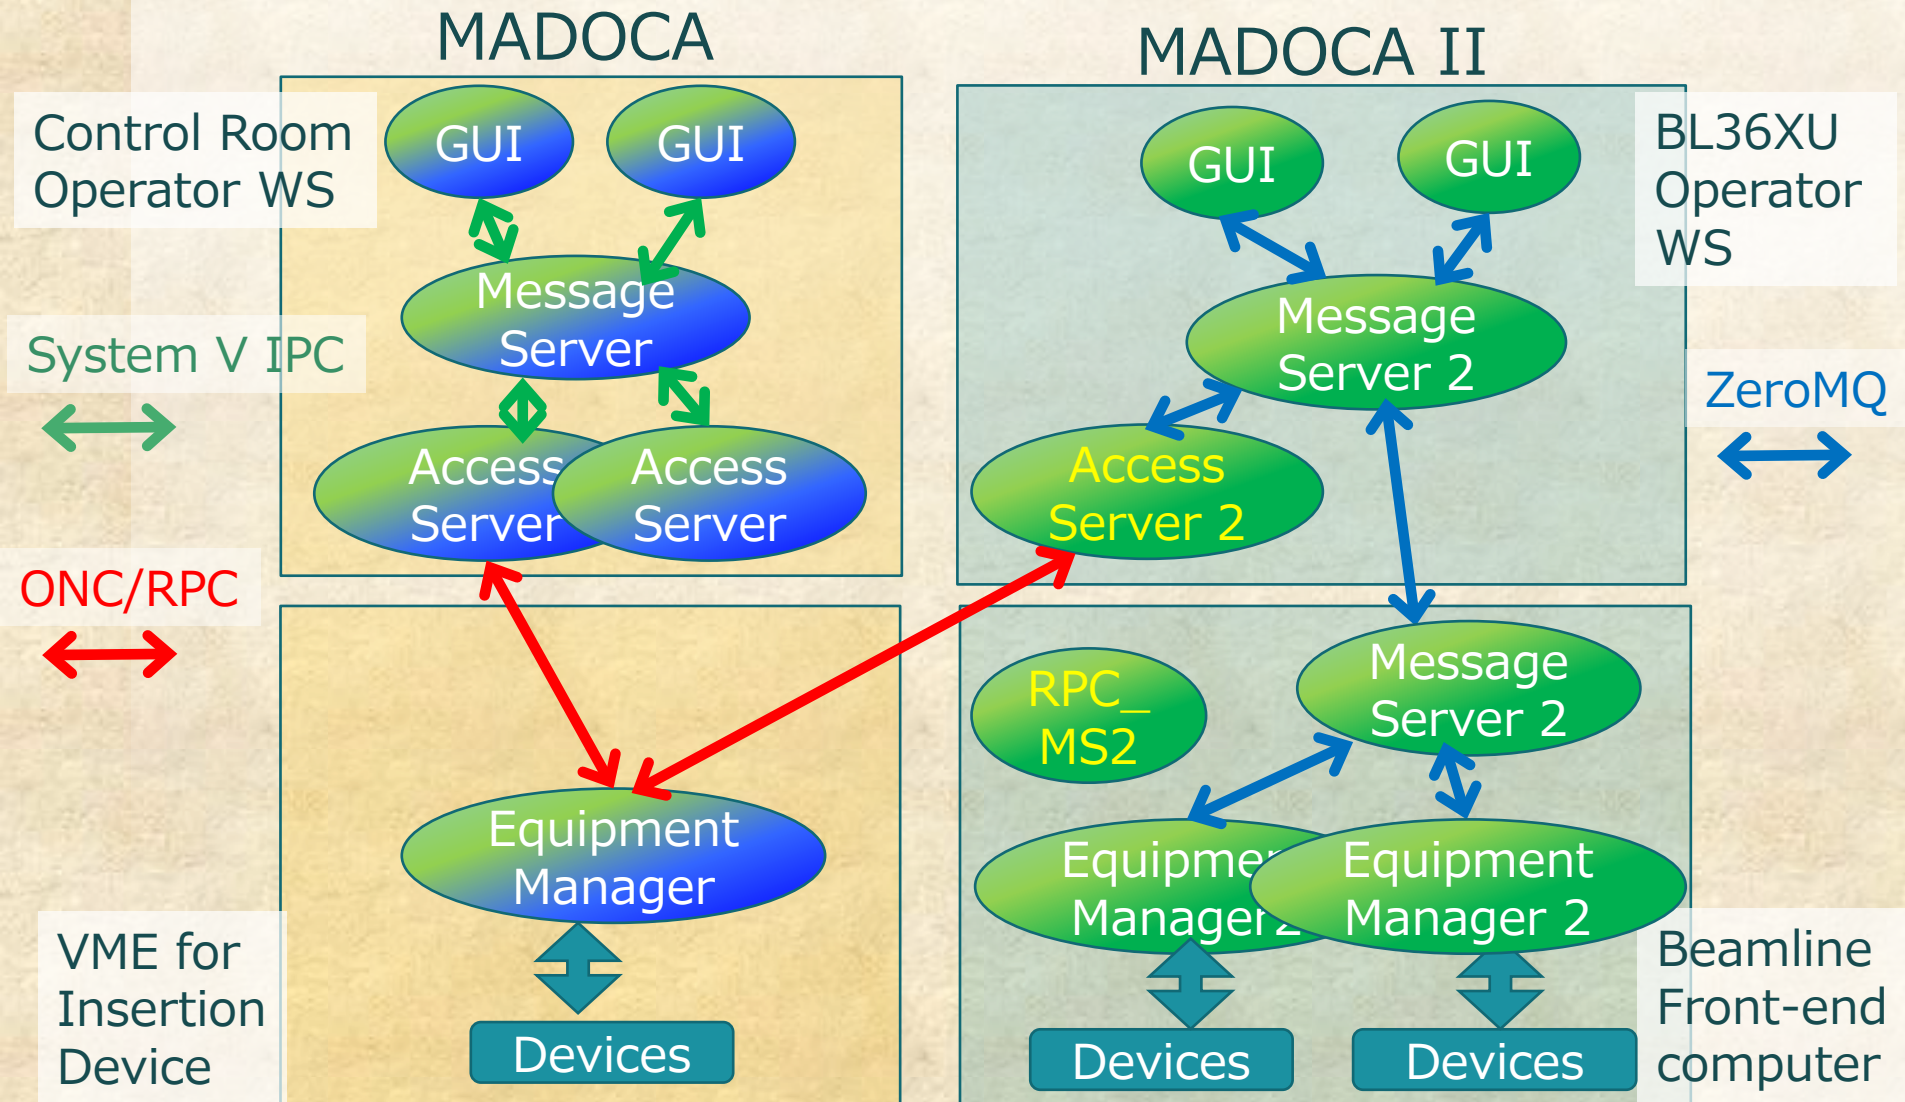 MADOCA
MADOCA II
Control Room
Operator WS
GUI
GUI
Message
Server
System V IPC
Access
Server
Access
Server
ONC/RPC
Equipment
Manager
VME for
Insertion
Device
Devices
GUI
GUI
BL36XU
Operator
WS
Message
Server 2
ZeroMQ
Access
Server 2
RPC_
MS2
Message
Server 2
Equipme
Manager2
Equipment
Manager 2
Beamline
Front-end
computer
Devices
Devices